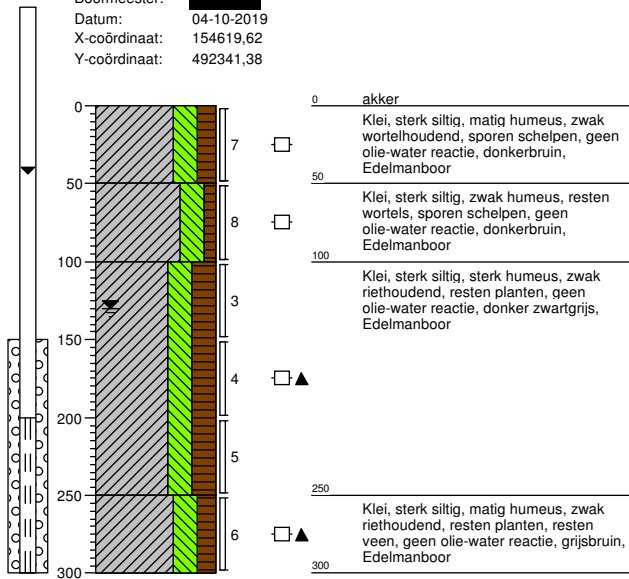 Datum: 04-10-2019
X-coördinaat: 154619,62
Y-coördinaat: 492341,38
0
0 akker
Klei, sterk siltig, matig humeus, zwak
wortelhoudend, sporen schelpen, geen
olie-water reactie, donkerbruin,
Edelmanboor
7
50
50
Klei, sterk siltig, zwak humeus, resten
wortels, sporen schelpen, geen
olie-water reactie, donkerbruin,
Edelmanboor
8
100
100
Klei, sterk siltig, sterk humeus, zwak
riethoudend, resten planten, geen
olie-water reactie, donker zwartgrijs,
Edelmanboor
3
150
4
200
5
250
250
Klei, sterk siltig, matig humeus, zwak
riethoudend, resten planten, resten
veen, geen olie-water reactie, grijsbruin,
Edelmanboor
6
300
300